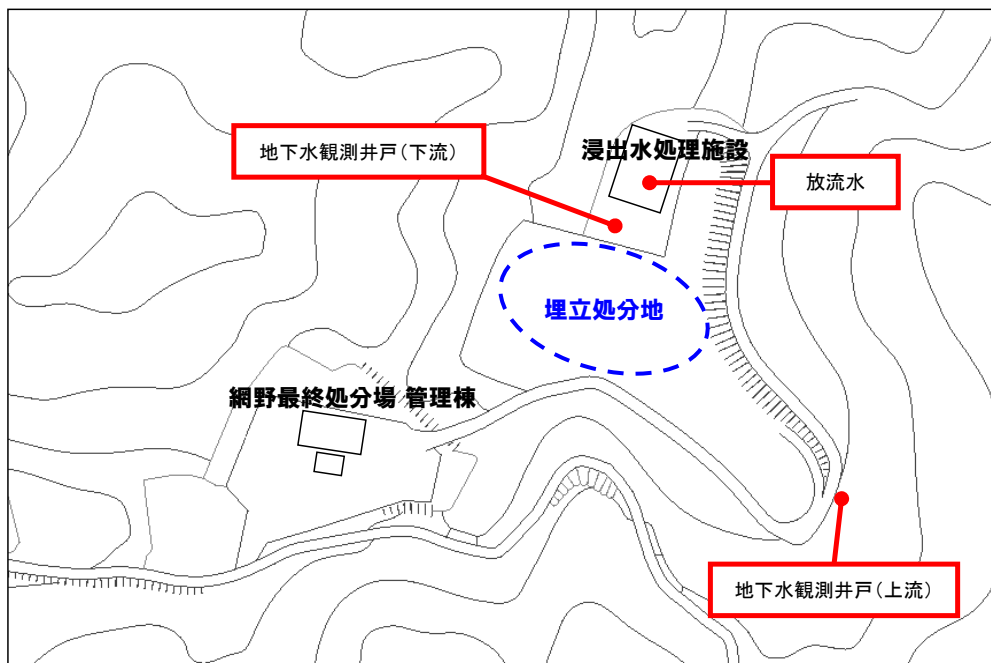 地下水観測井戸(下流)
浸出水処理施設
放流水
埋立処分地
網野最終処分場 管理棟
地下水観測井戸(上流)